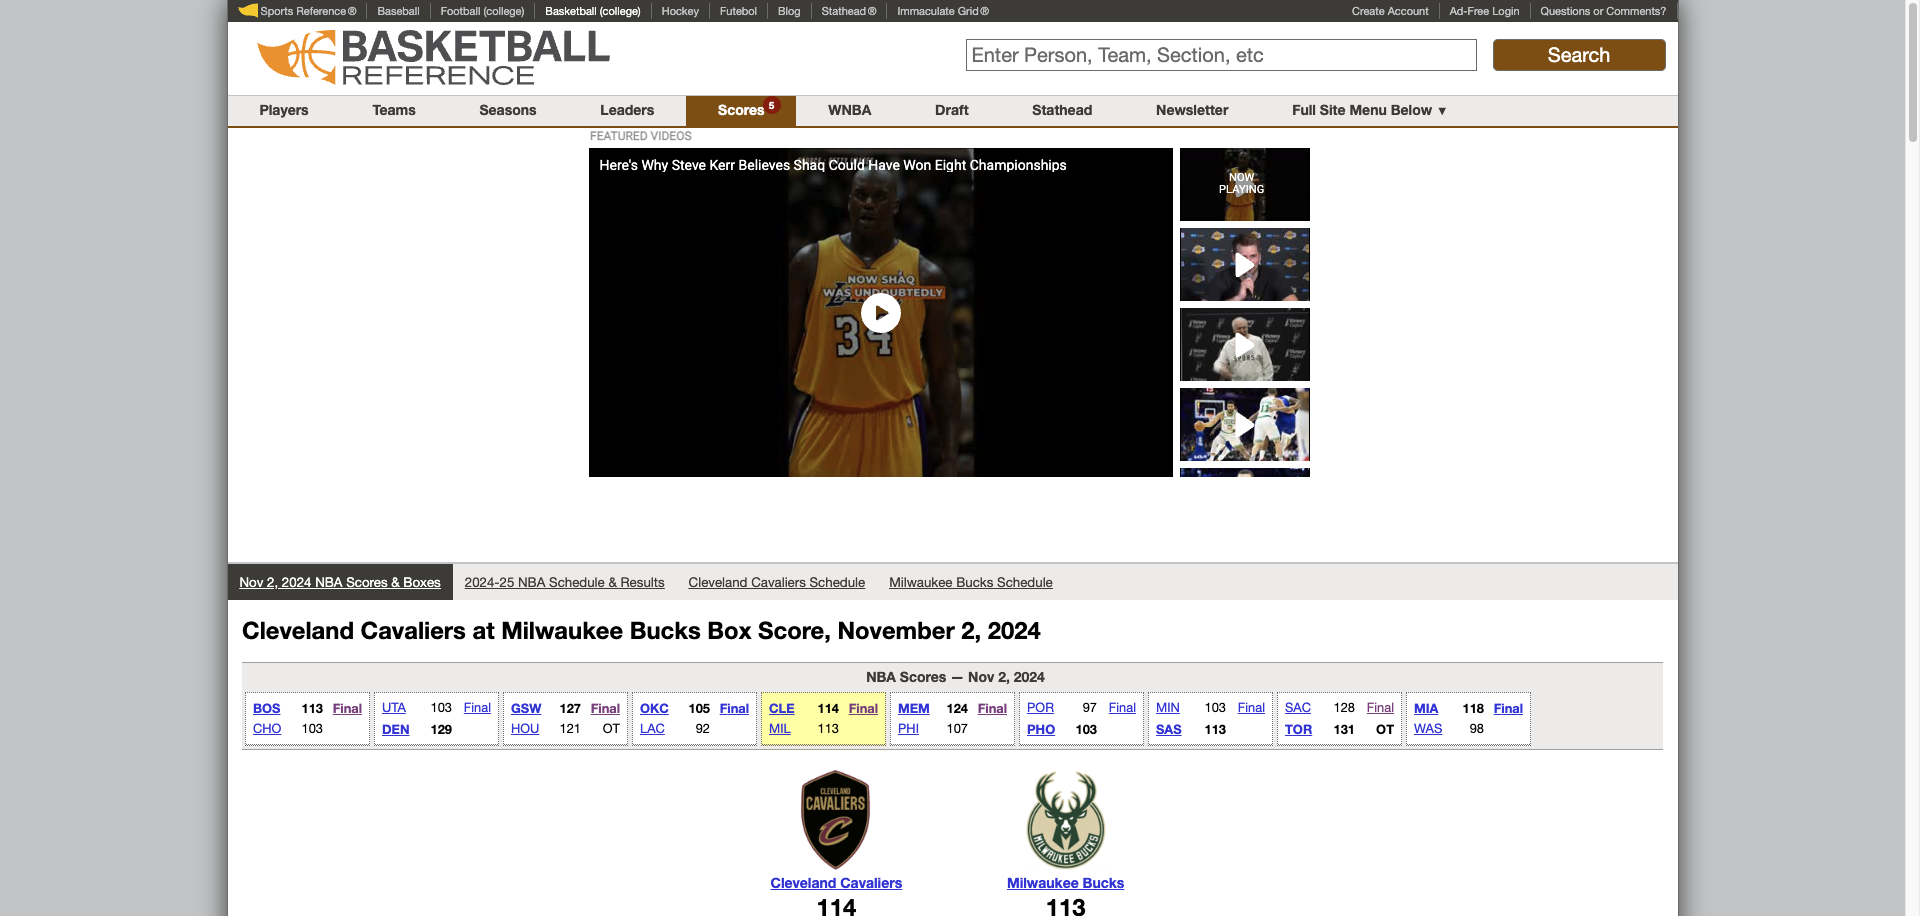 Sports Reference®
Baseball
Football (college)
Basketball (college)
Hockey
Futebol
Blog
Stathead®
Immaculate Grid®
Create Account
Ad-Free Login
Questions or Comments?
BASKETBALL
REFERENCE
Enter Person, Team, Section, etc
Search
Players
Teams
Seasons
Leaders
Scores 5
WNBA
Draft
Stathead
Newsletter
Full Site Menu Below ▼
FEATURED VIDEOS
Here's Why Steve Kerr Believes Shaq Could Have Won Eight Championships
NOW SHAQ
WAS UNDOUBTEDLY
34
NOW
PLAYING
Nov 2, 2024 NBA Scores & Boxes
2024-25 NBA Schedule & Results
Cleveland Cavaliers Schedule
Milwaukee Bucks Schedule
Cleveland Cavaliers at Milwaukee Bucks Box Score, November 2, 2024
NBA Scores — Nov 2, 2024
BOS 113 Final
CHO 103
UTA 103 Final
DEN 129
GSW 127 Final
HOU 121 OT
OKC 105 Final
LAC 92
CLE 114 Final
MIL 113
MEM 124 Final
PHI 107
POR 97 Final
PHO 103
MIN 103 Final
SAS 113
SAC 128 Final
TOR 131 OT
MIA 118 Final
WAS 98
CLEVELAND
CAVALIERS
C
MILWAUKEE BUCKS
Cleveland Cavaliers
114
Milwaukee Bucks
113